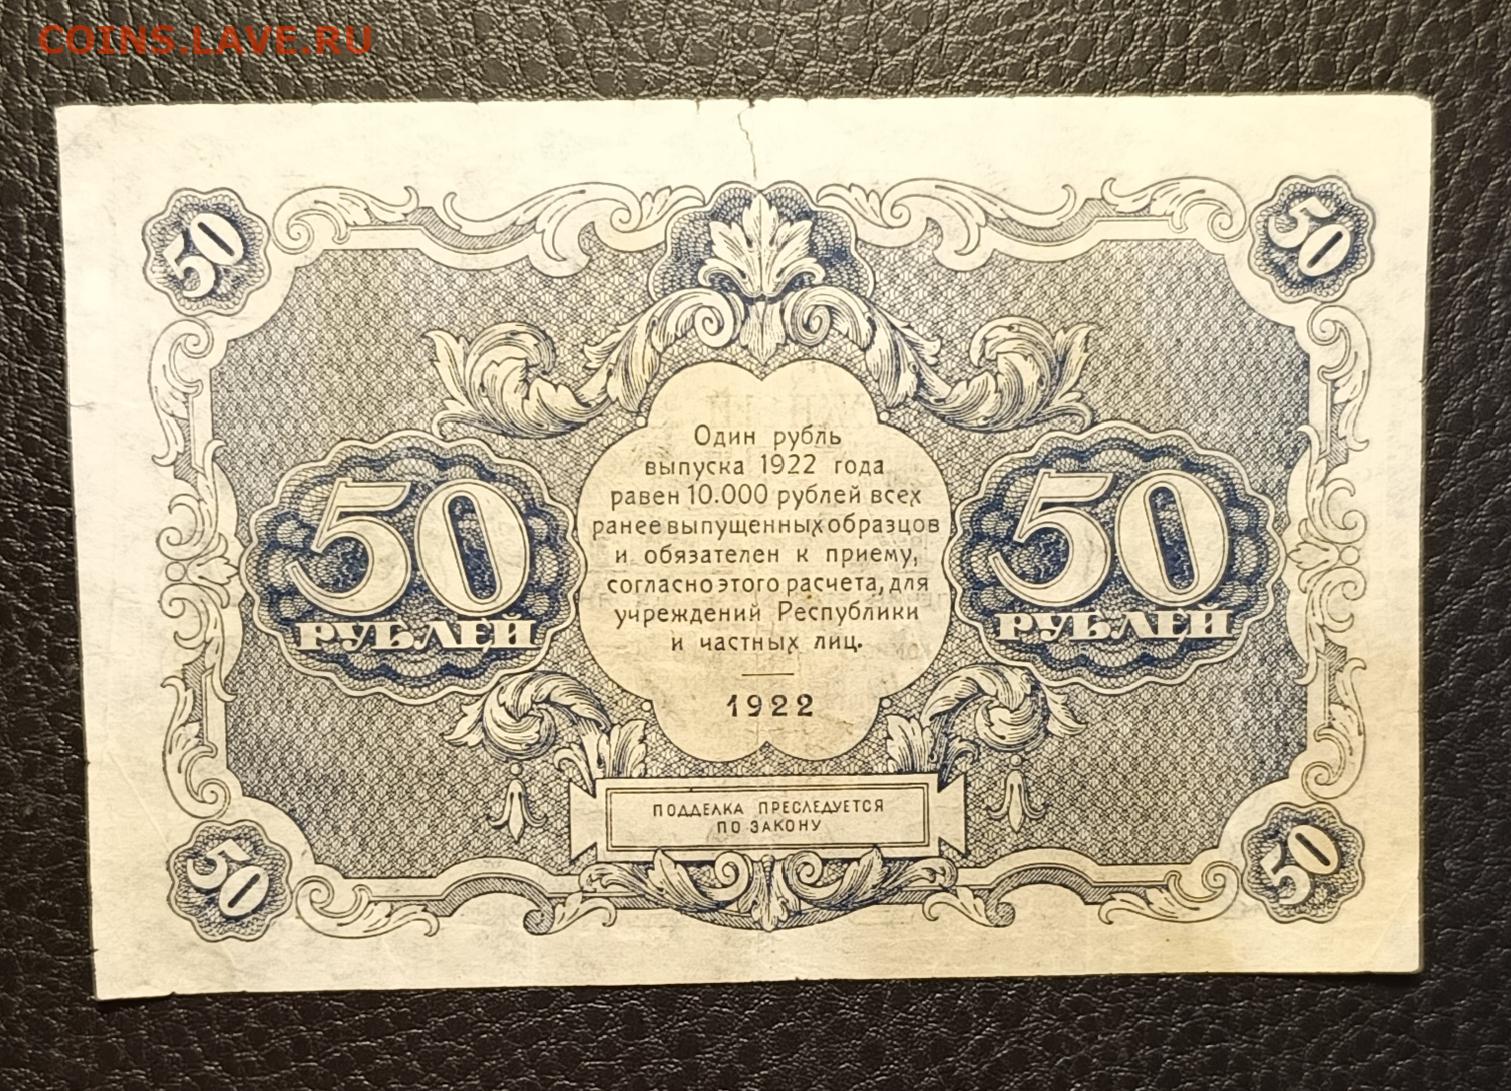 COINS.LAVE.RU
50
50
Один рубль
выпуска 1922 года
равен 10.000 рублей всех
ранее выпущенных образцов
и обязателен к приему,
согласно этого расчета, для
учреждений Республики
и частных лиц.
1922
50
РУБЛЕЙ
50
РУБЛЕЙ
ПОДДЕЛКА ПРЕСЛЕДУЕТСЯ
ПО ЗАКОНУ
50
50